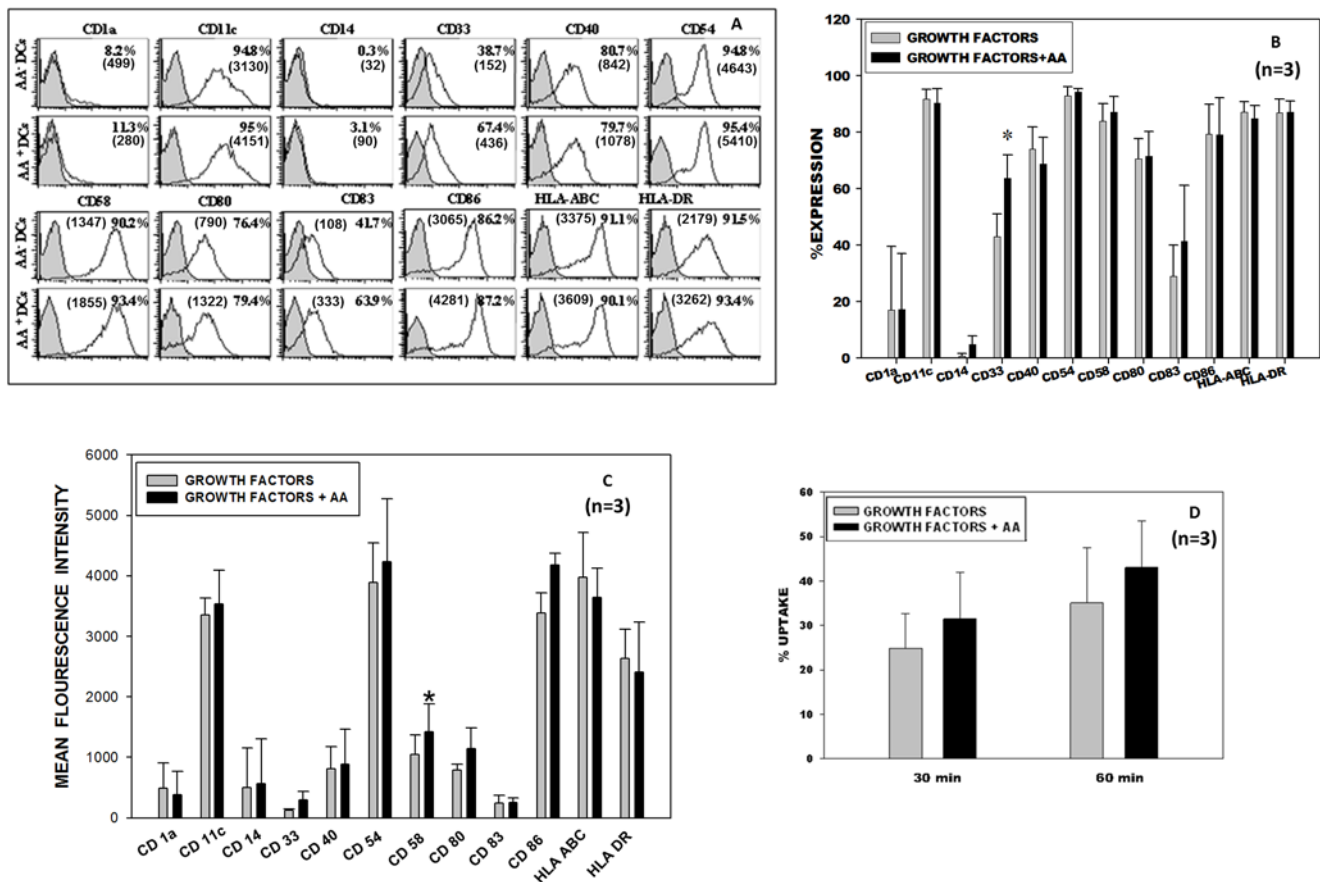 A
CD1a CD11c CD14 CD33 CD40 CD54
AA⁻ DCs
8.2% 94.8% 0.3% 38.7% 80.7% 94.8%
(499) (3130) (32) (152) (842) (4643)
AA⁺ DCs
11.3% 95% 3.1% 67.4% 79.7% 95.4%
(280) (4151) (90) (436) (1078) (5410)
CD58 CD80 CD83 CD86 HLA-ABC HLA-DR
AA⁻ DCs
(1347) 90.2% (790) 76.4% (108) 41.7% (3065) 86.2% (3375) 91.1% (2179) 91.5%
AA⁺ DCs
(1855) 93.4% (1322) 79.4% (333) 63.9% (4281) 87.2% (3609) 90.1% (3262) 93.4%
B
(n=3)
GROWTH FACTORS
GROWTH FACTORS+AA
%EXPRESSION
100
80
60
40
20
0
*
CD1a CD11c CD14 CD33 CD40 CD54 CD58 CD80 CD83 CD86 HLA-ABC HLA-DR
C
(n=3)
GROWTH FACTORS
GROWTH FACTORS + AA
MEAN FLOURESCENCE INTENSITY
6000
5000
4000
3000
2000
1000
0
*
CD 1a CD 11c CD 14 CD 33 CD 40 CD 54 CD 58 CD 80 CD 83 CD 86 HLA ABC HLA DR
D
(n=3)
GROWTH FACTORS
GROWTH FACTORS + AA
% UPTAKE
60
50
40
30
20
10
0
30 min 60 min